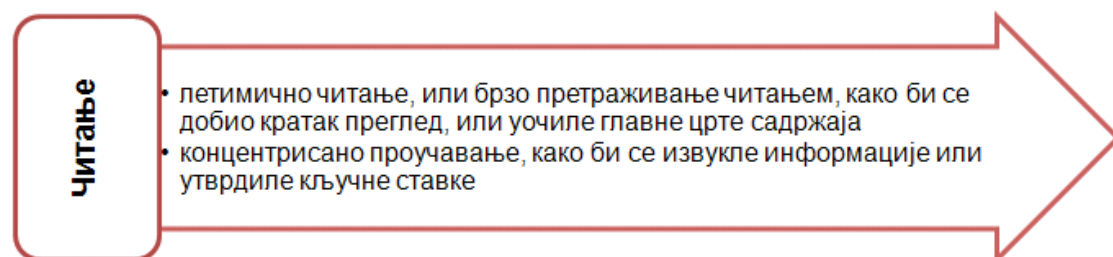 Читање
• летимично читање, или брзо претраживање читањем, како би се
добио кратак преглед, или уочиле главне црте садржаја
• концентрисано проучавање, како би се извукле информације или
утврдиле кључне ставке